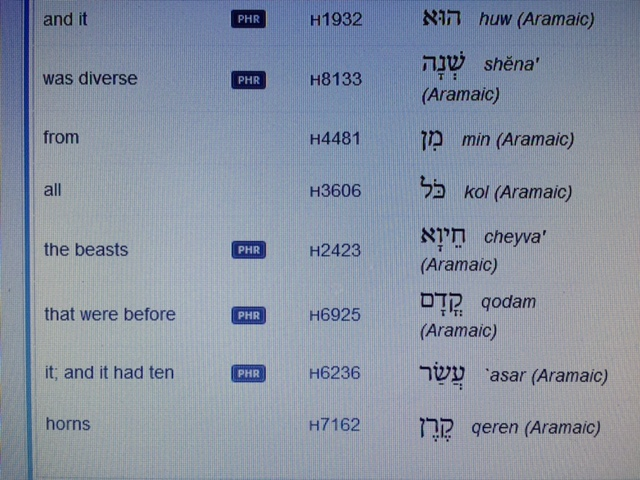 and it PHR H1932 הוּא huw (Aramaic)
was diverse PHR H8133 שְׁנָה shĕna'
(Aramaic)
from H4481 מִן min (Aramaic)
all H3606 כֹּל kol (Aramaic)
the beasts PHR H2423 חֵיוָא cheyva'
(Aramaic)
that were before PHR H6925 קֳדָם qodam
(Aramaic)
it; and it had ten PHR H6236 עֲשַׂר `asar (Aramaic)
horns H7162 קֶרֶן qeren (Aramaic)